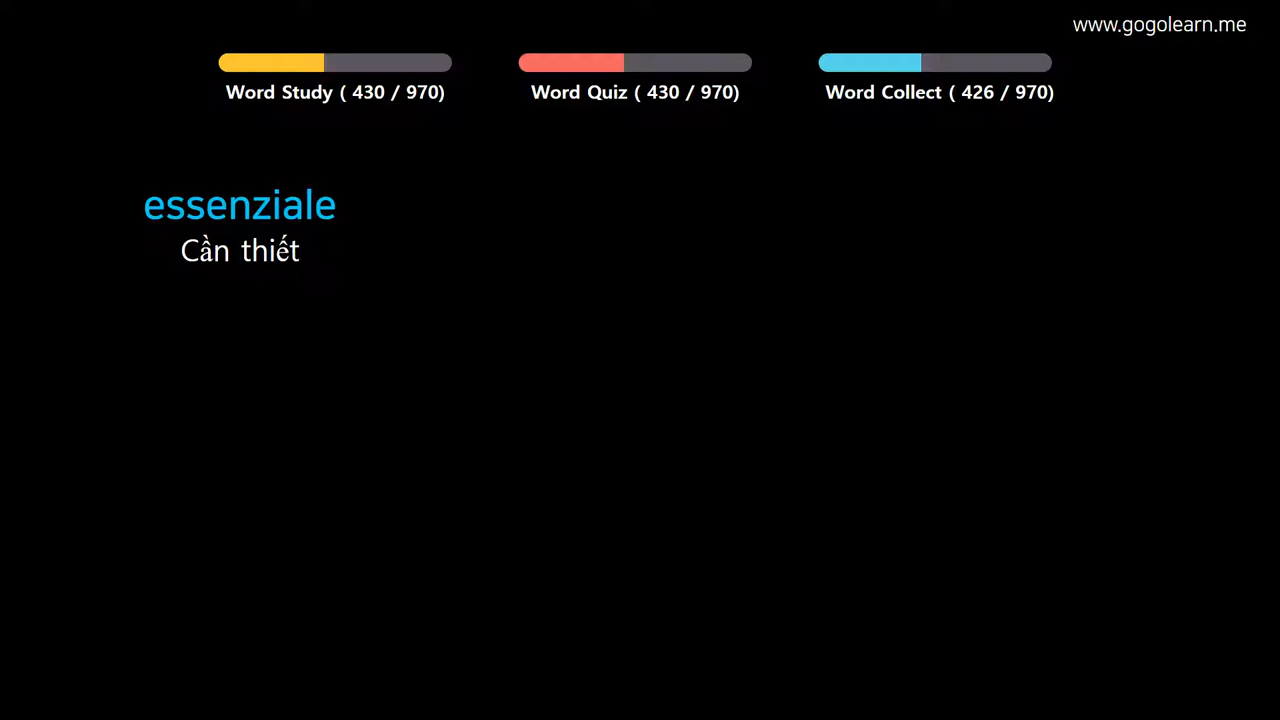 www.gogolearn.me
Word Study ( 430 / 970)
Word Quiz ( 430 / 970)
Word Collect ( 426 / 970)
essenziale
Cần thiết